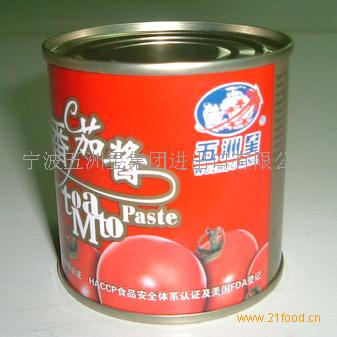 五洲星
®
番茄酱
宁波五洲星集团进出口有限公司
toaMto Paste
HACCP食品安全体系认证及美国FDA登记
www.21food.cn